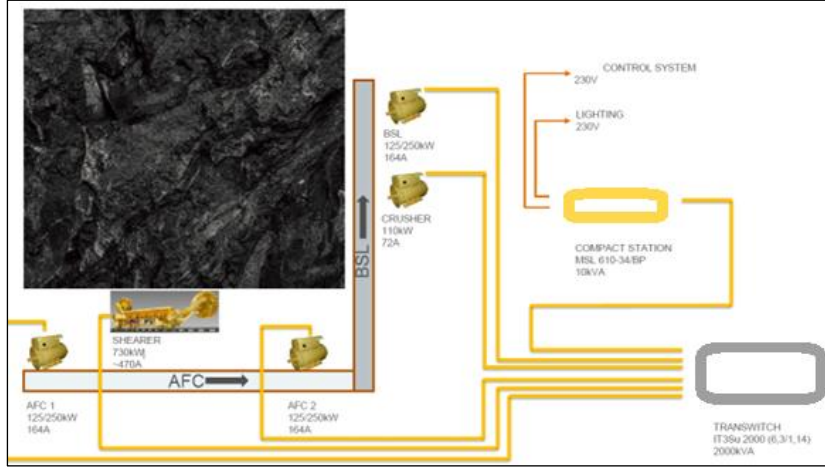 CONTROL SYSTEM
230V
LIGHTING
230V
BSL
125/250kW
164A
CRUSHER
110kW
72A
BSL
COMPACT STATION
MSL 610-34/BP
10kVA
SHEARER
730kW
~470A
AFC
AFC 1
125/250kW
164A
AFC 2
125/250kW
164A
TRANSWITCH
IT3Su 2000 (6,3/1,14)
2000kVA